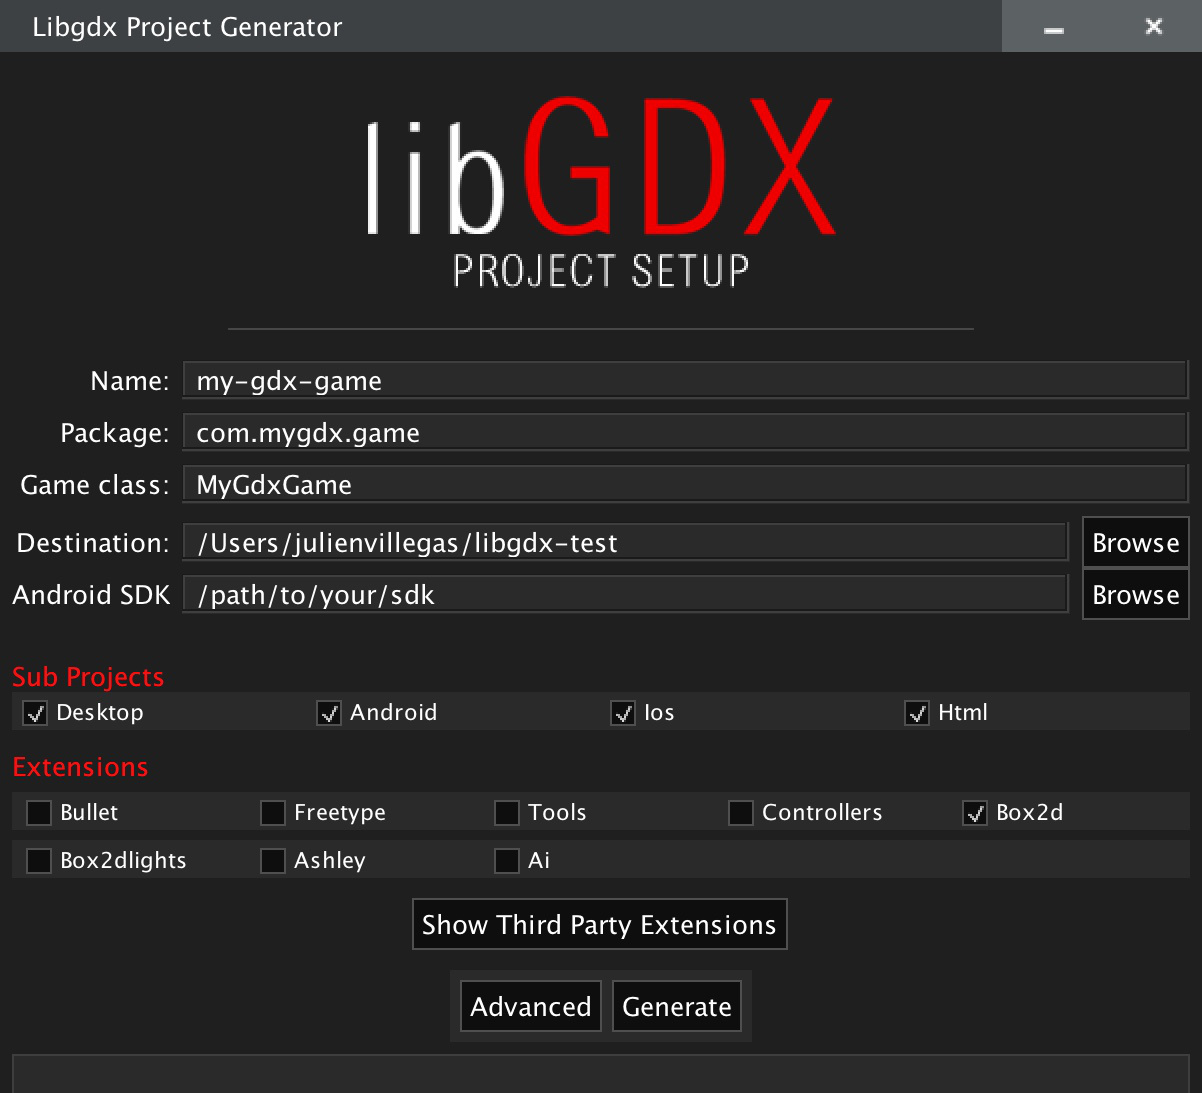 Libgdx Project Generator
libGDX
PROJECT SETUP
Name: my-gdx-game
Package: com.mygdx.game
Game class: MyGdxGame
Destination: /Users/julienvillegas/libgdx-test Browse
Android SDK /path/to/your/sdk Browse
Sub Projects
Desktop Android Ios Html
Extensions
Bullet Freetype Tools Controllers Box2d
Box2dlights Ashley Ai
Show Third Party Extensions
Advanced Generate